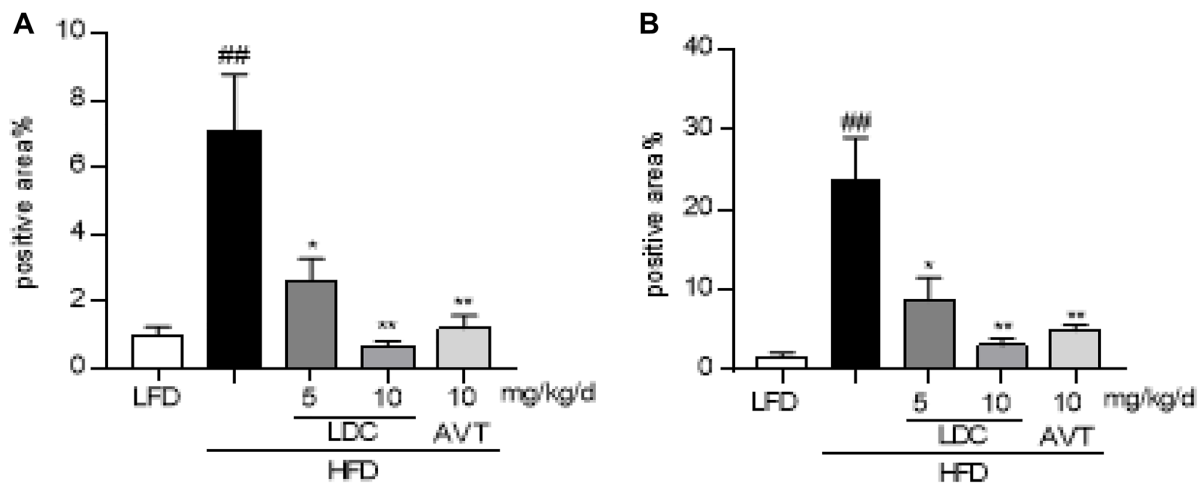 A
positive area%
10
8
6
4
2
0
##
*
**
**
LFD
5
10
10
mg/kg/d
LDC
AVT
HFD
B
positive area%
40
30
20
10
0
##
*
**
**
LFD
5
10
10
mg/kg/d
LDC
AVT
HFD